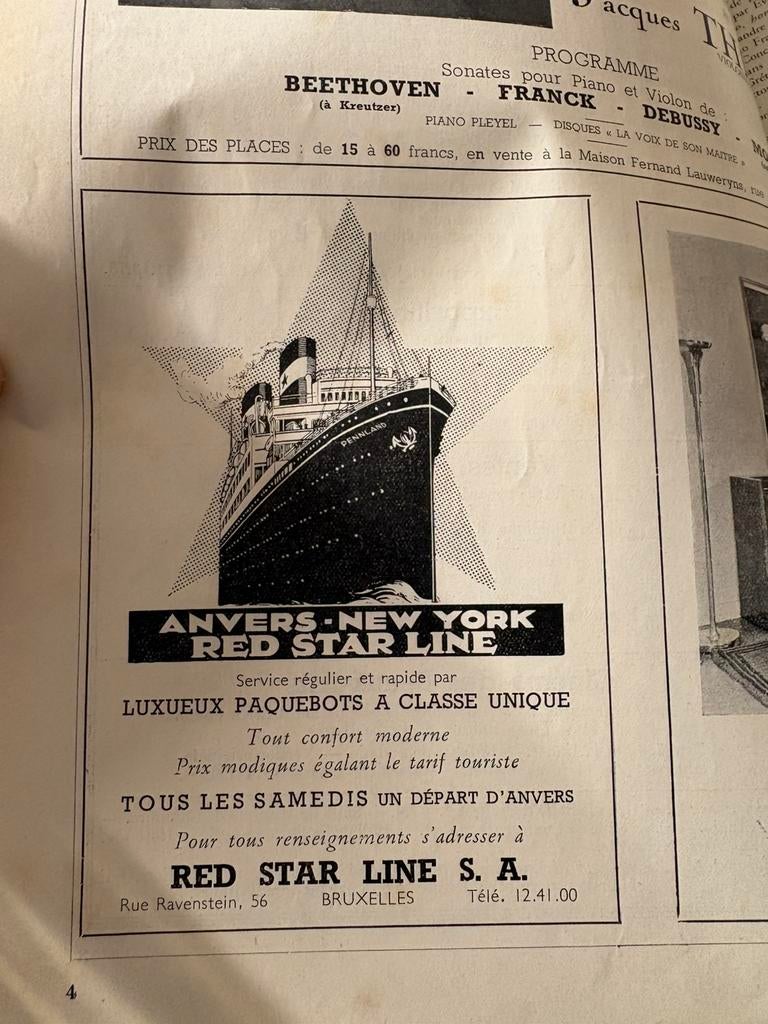 Jacques TH
PROGRAMME
Sonates pour Piano et Violon de :
BEETHOVEN - FRANCK - DEBUSSY - MO
(à Kreutzer)
PIANO PLEYEL — DISQUES « LA VOIX DE SON MAITRE »
PRIX DES PLACES : de 15 à 60 francs, en vente à la Maison Fernand Lauweryns, rue
PENNLAND
ANVERS-NEW YORK
RED STAR LINE
Service régulier et rapide par
LUXUEUX PAQUEBOTS A CLASSE UNIQUE
Tout confort moderne
Prix modiques égalant le tarif touriste
TOUS LES SAMEDIS UN DÉPART D'ANVERS
Pour tous renseignements s'adresser à
RED STAR LINE S. A.
Rue Ravenstein, 56 BRUXELLES Télé. 12.41.00
4